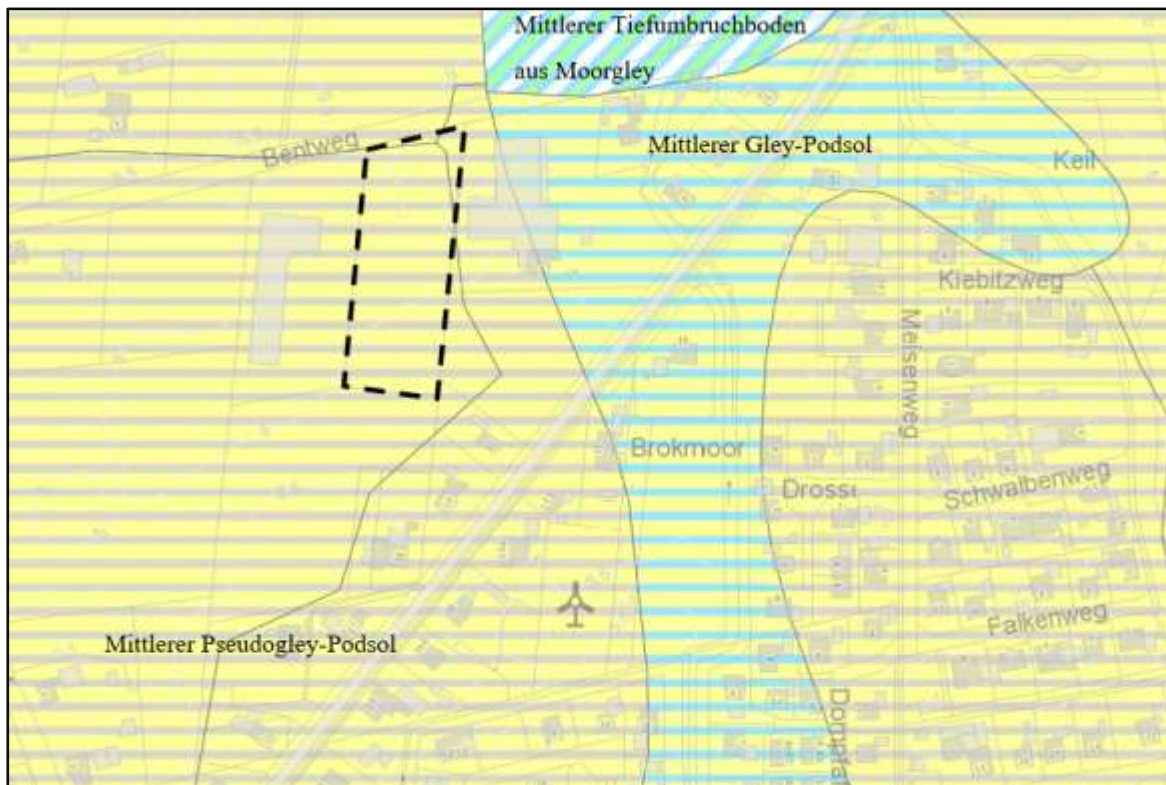 Mittlerer Tiefumbruchboden
aus Moorgley
Bentweg
Mittlerer Gley-Podsol
Keil
Kiebitzweg
Meisenweg
Brokmoor
Drosse
Schwalbenweg
Falkenweg
Mittlerer Pseudogley-Podsol